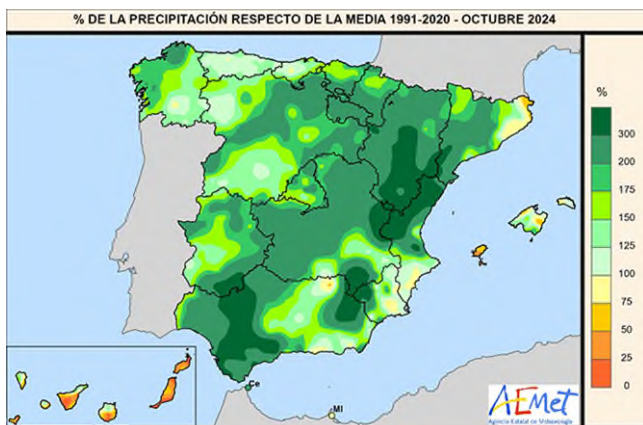 % DE LA PRECIPITACIÓN RESPECTO DE LA MEDIA 1991-2020 - OCTUBRE 2024
%
300
200
175
150
125
100
75
50
25
0
Ce
Ml
AEMet
Agencia Estatal de Meteorología